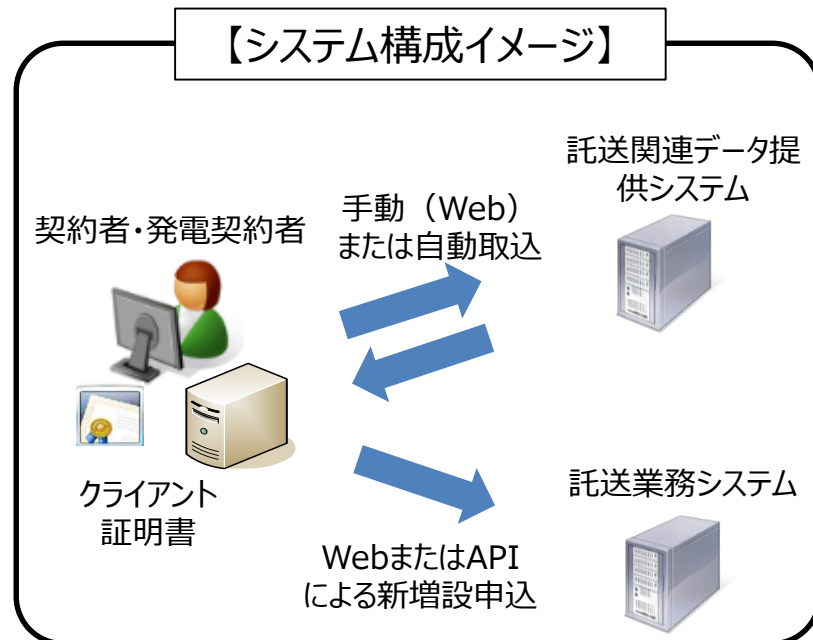 【システム構成イメージ】
託送関連データ提
供システム
手動（Web）
または自動取込
契約者・発電契約者
クライアント
証明書
託送業務システム
WebまたはAPI
による新増設申込